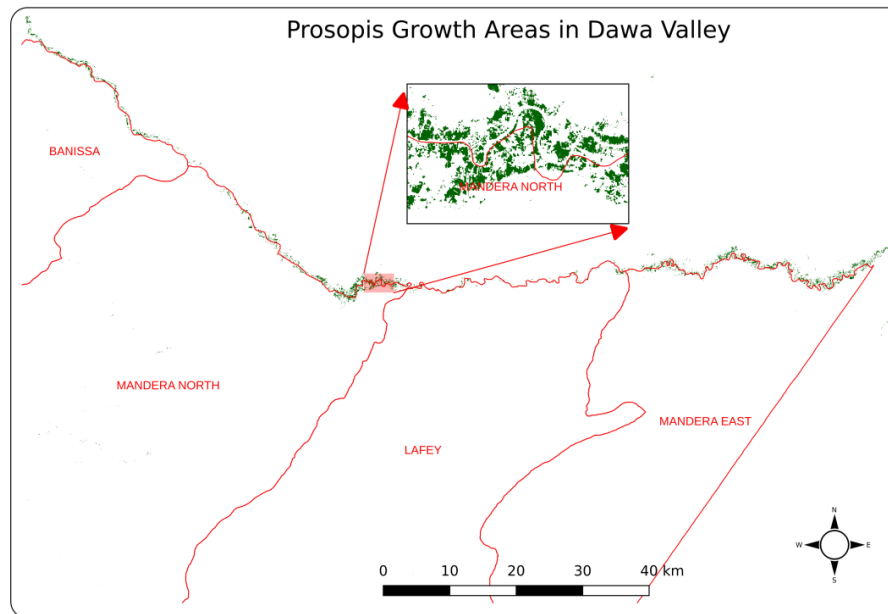 Prosopis Growth Areas in Dawa Valley
BANISSA
MANDERA NORTH
MANDERA NORTH
MANDERA EAST
LAFEY
N
W E
S
0 10 20 30 40 km